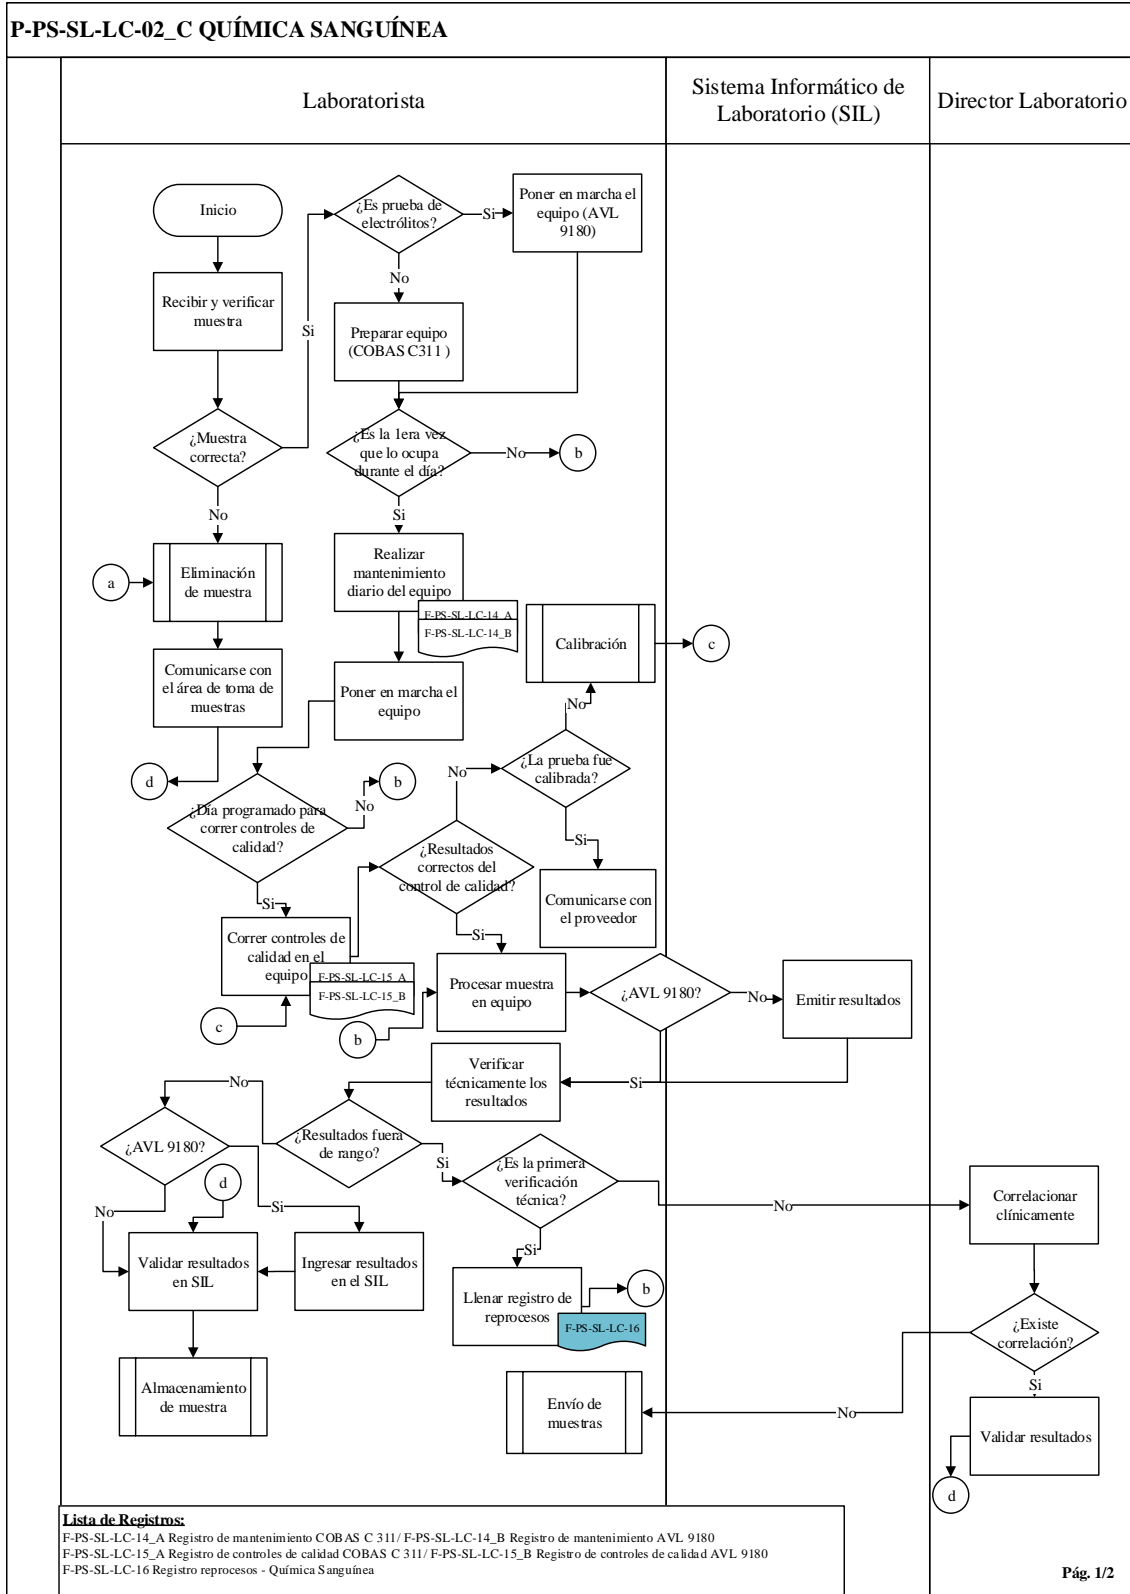 P-PS-SL-LC-02_C QUÍMICA SANGUÍNEA
Laboratorista
Sistema Informático de
Laboratorio (SIL)
Director Laboratorio
Inicio
Recibir y verificar
muestra
¿Muestra
correcta?
Si
No
¿Es prueba de
electrólitos?
Si
Poner en marcha el
equipo (AVL
9180)
No
Preparar equipo
(COBAS C311 )
¿Es la 1era vez
que lo ocupa
durante el día?
No
b
Si
a
Eliminación
de muestra
Comunicarse con
el área de toma de
muestras
d
Realizar
mantenimiento
diario del equipo
F-PS-SL-LC-14_A
F-PS-SL-LC-14_B
Poner en marcha el
equipo
Calibración
c
No
¿La prueba fue
calibrada?
No
Si
Comunicarse con
el proveedor
¿Día programado para
correr controles de
calidad?
No
b
Si
¿Resultados
correctos del
control de calidad?
Si
Correr controles de
calidad en el
equipo
F-PS-SL-LC-15_A
F-PS-SL-LC-15_B
c
b
Procesar muestra
en equipo
¿AVL 9180?
No
Emitir resultados
Si
Verificar
técnicamente los
resultados
¿Resultados fuera
de rango?
No
Si
¿AVL 9180?
No
Si
d
Validar resultados
en SIL
Ingresar resultados
en el SIL
Almacenamiento
de muestra
¿Es la primera
verificación
técnica?
No
Si
Llenar registro de
reprocesos
F-PS-SL-LC-16
b
Correlacionar
clínicamente
¿Existe
correlación?
No
Si
Envío de
muestras
Validar resultados
d
Lista de Registros:
F-PS-SL-LC-14_A Registro de mantenimiento COBAS C 311/ F-PS-SL-LC-14_B Registro de mantenimiento AVL 9180
F-PS-SL-LC-15_A Registro de controles de calidad COBAS C 311/ F-PS-SL-LC-15_B Registro de controles de calidad AVL 9180
F-PS-SL-LC-16 Registro reprocesos - Química Sanguínea
Pág. 1/2